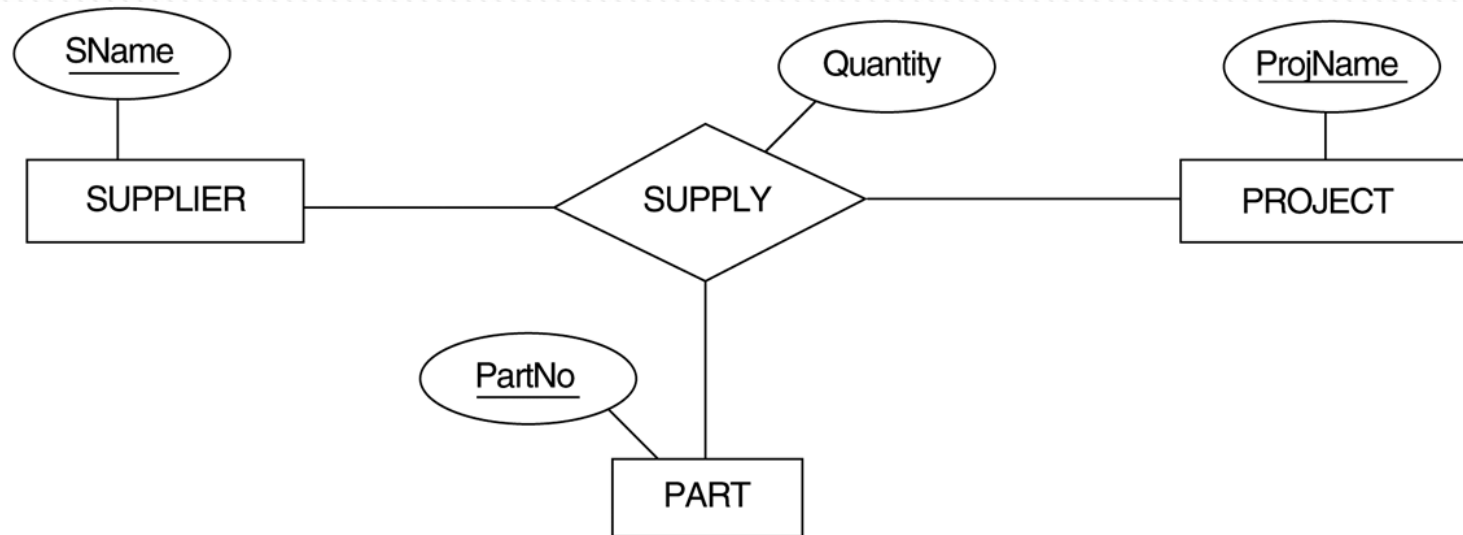 SName
Quantity
ProjName
SUPPLIER
SUPPLY
PROJECT
PartNo
PART